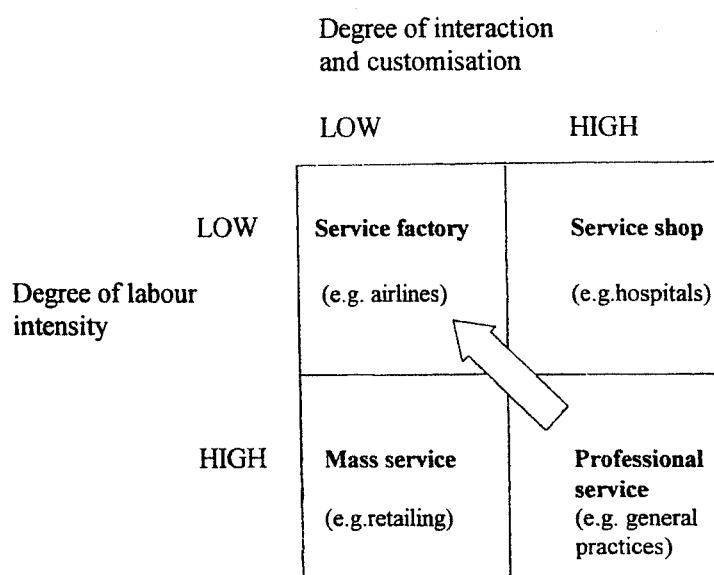 Degree of interaction
and customisation
LOW HIGH
LOW Service factory Service shop
Degree of labour
intensity
(e.g. airlines) (e.g.hospitals)
HIGH Mass service Professional
service
(e.g.retailing) (e.g. general
practices)